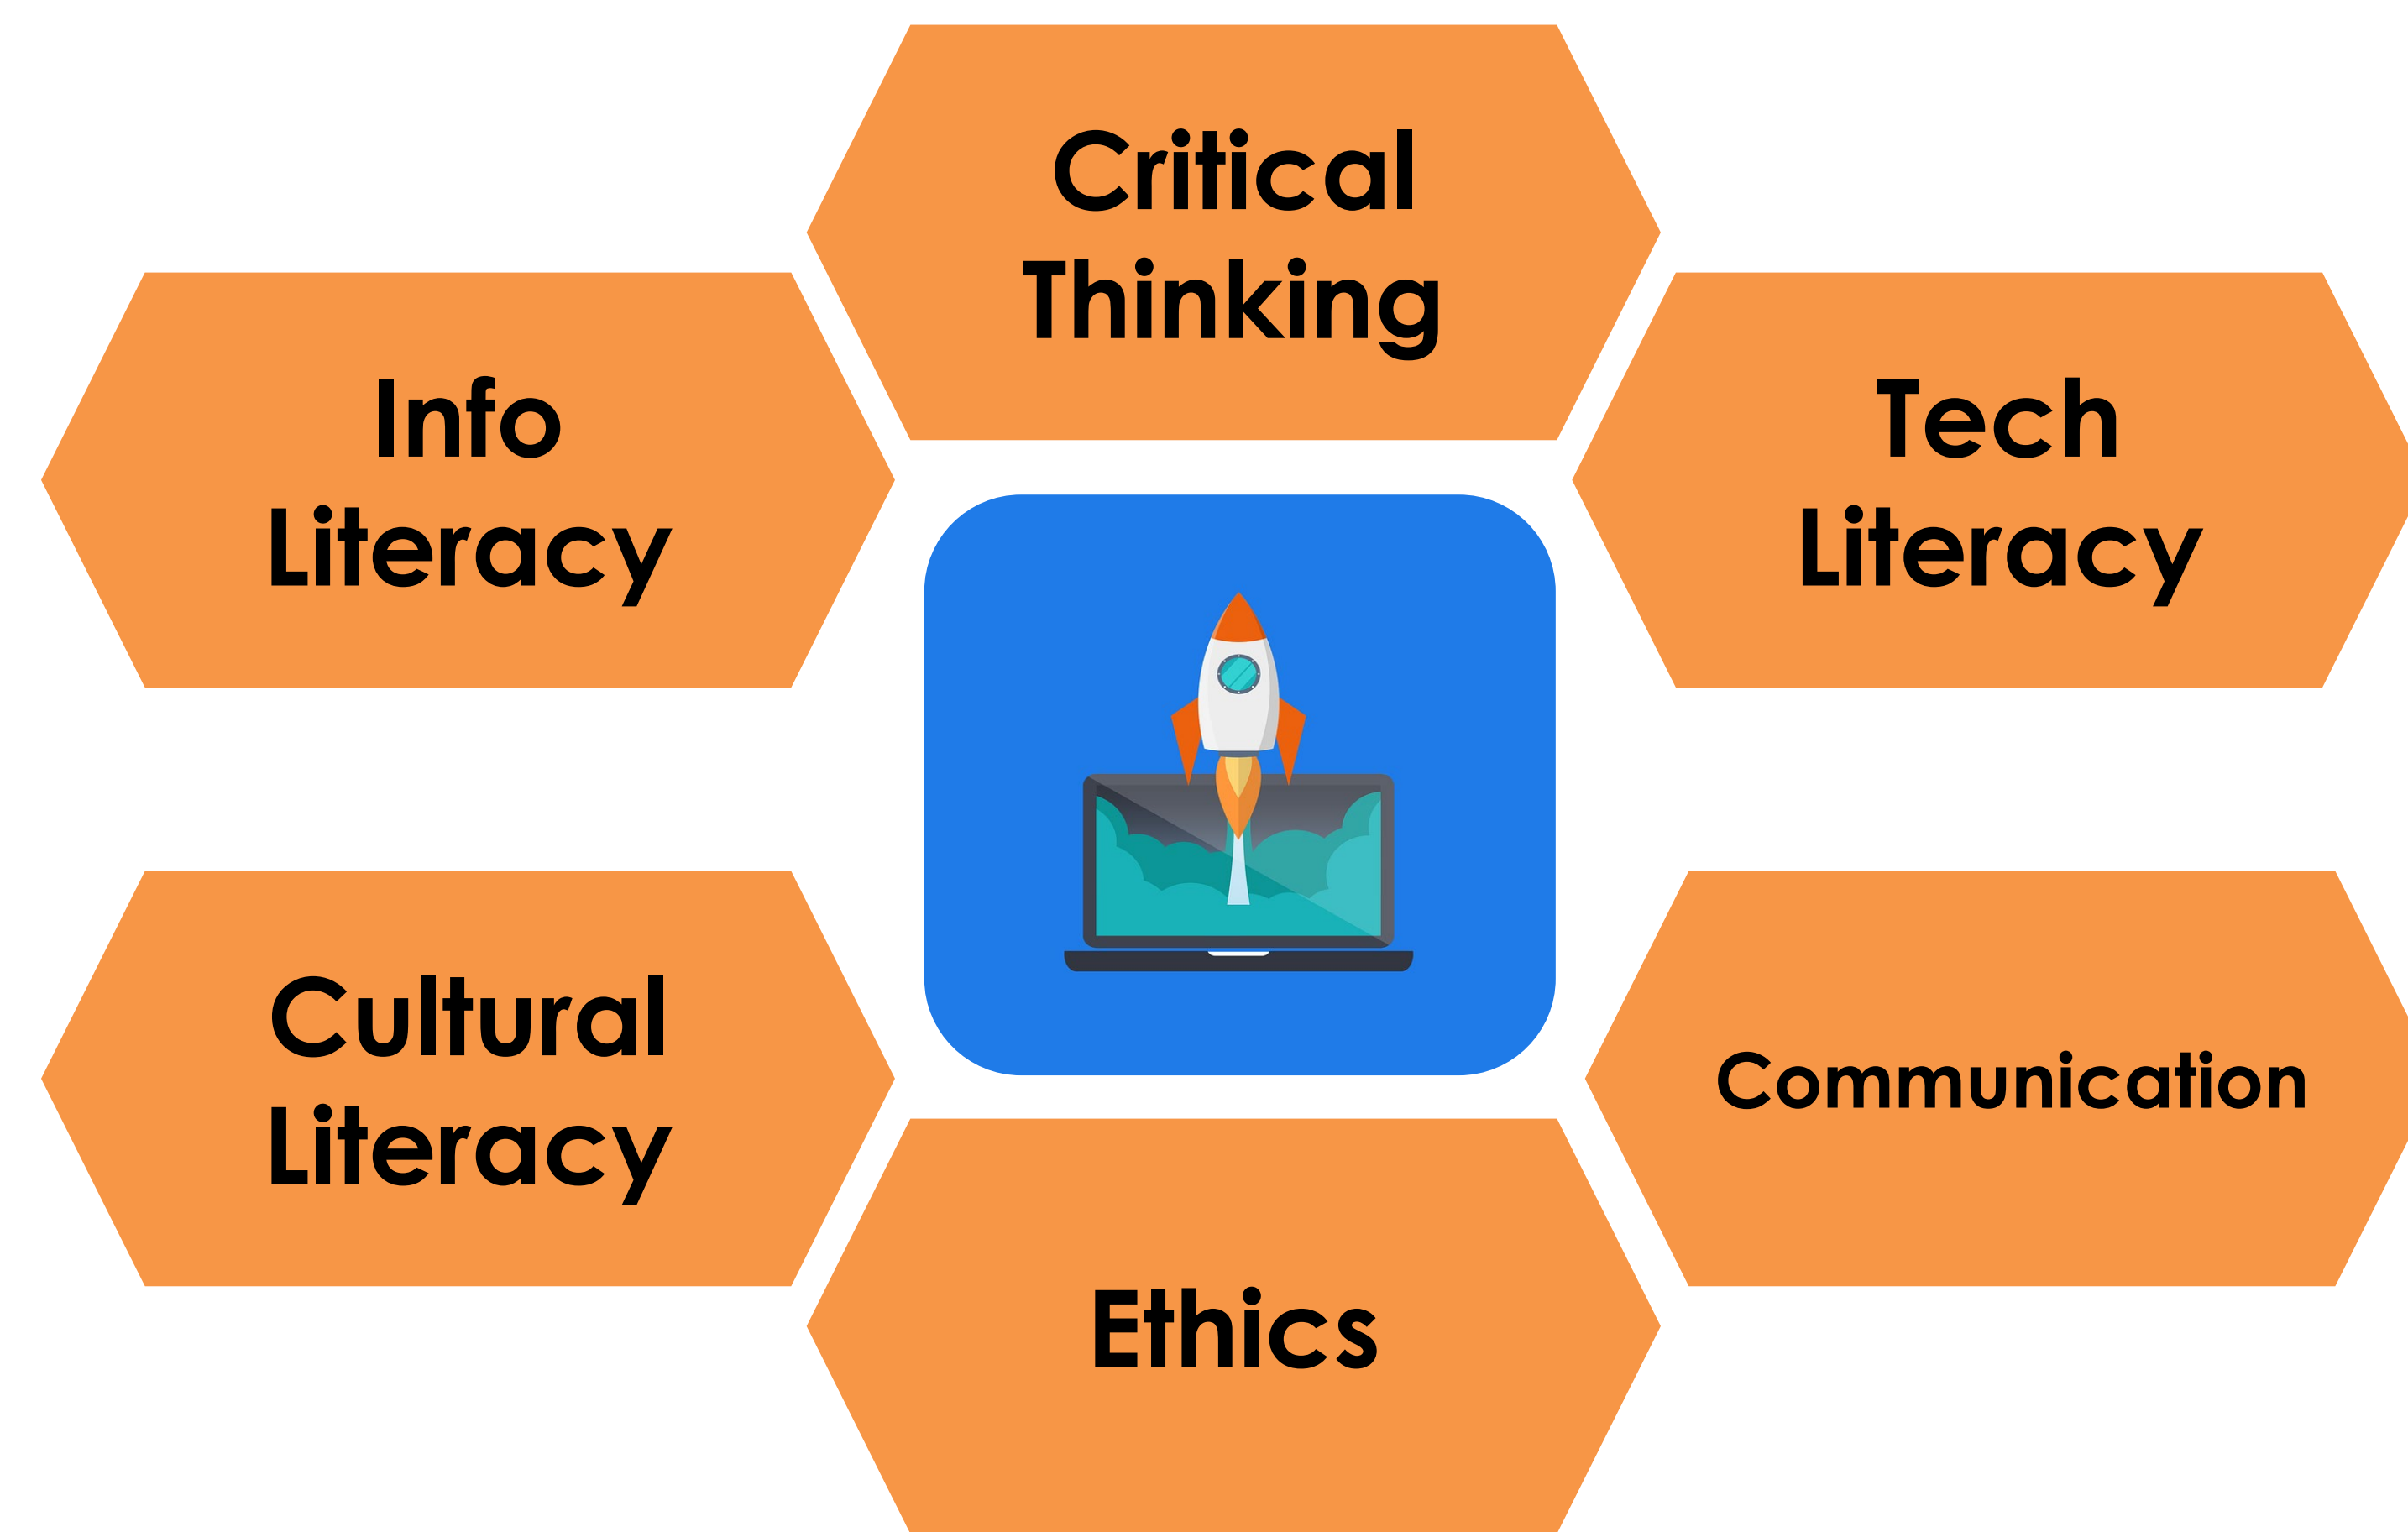 Critical
Thinking
Info
Literacy
Tech
Literacy
Cultural
Literacy
Communication
Ethics